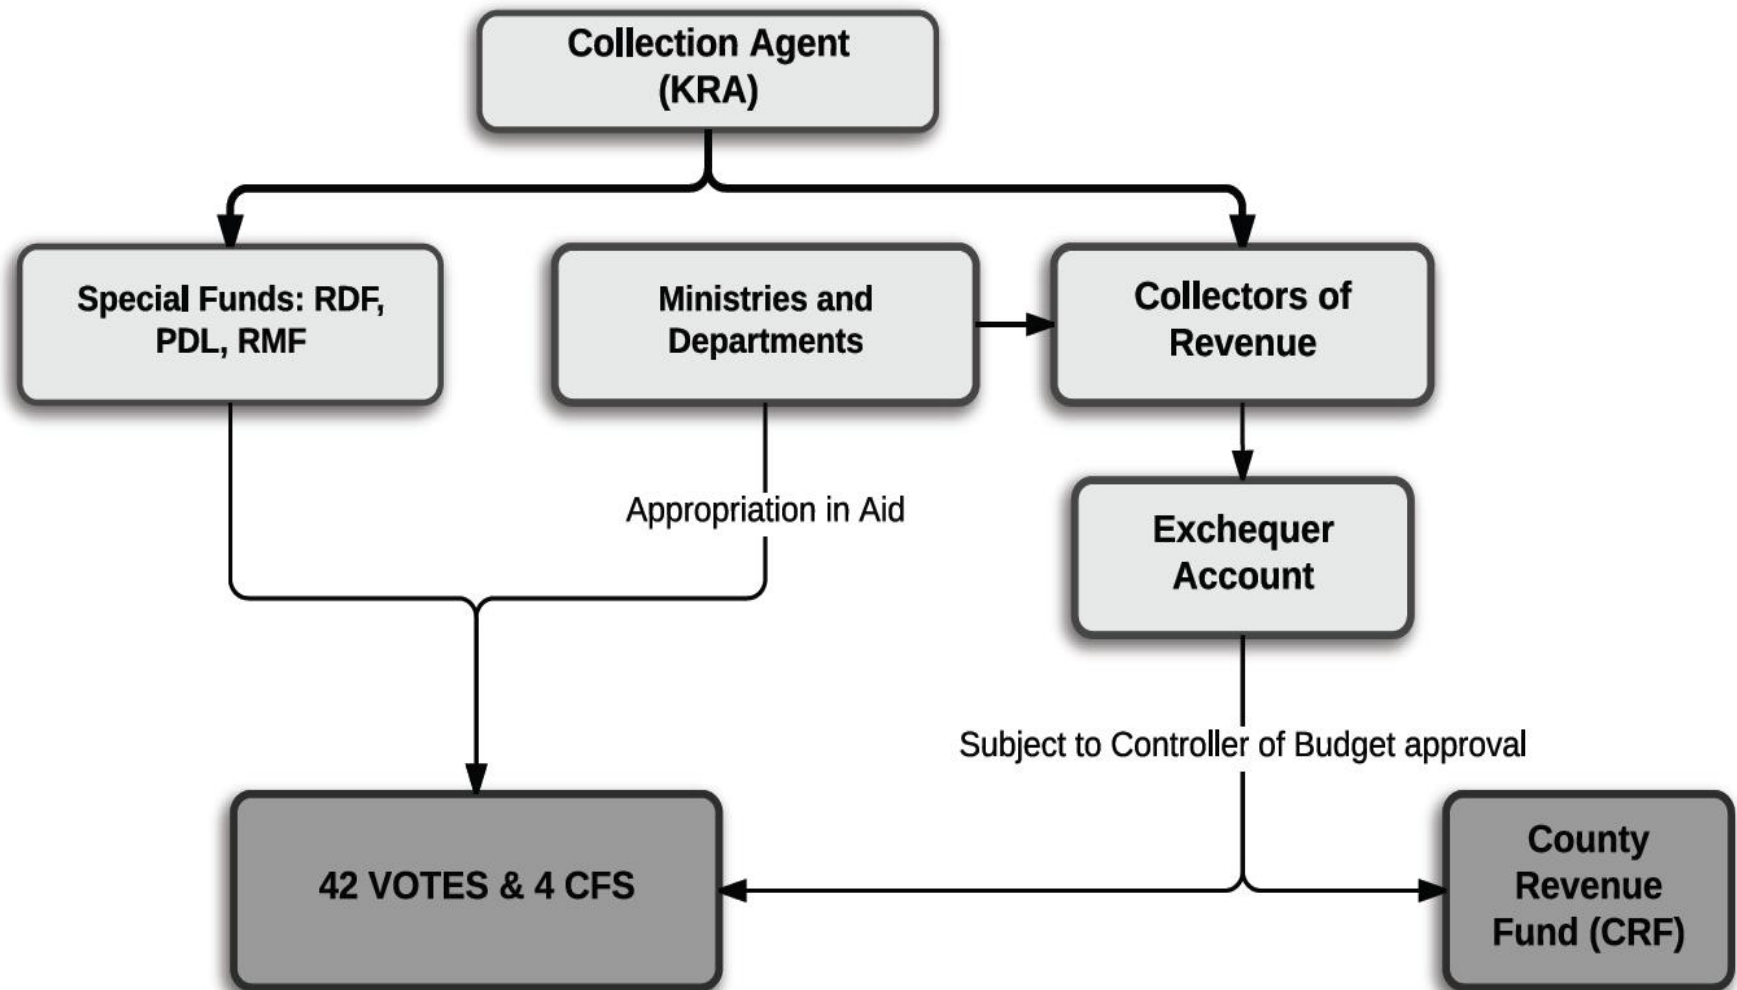 Collection Agent
(KRA)
Special Funds: RDF,
PDL, RMF
Ministries and
Departments
Collectors of
Revenue
Appropriation in Aid
Exchequer
Account
Subject to Controller of Budget approval
42 VOTES & 4 CFS
County
Revenue
Fund (CRF)